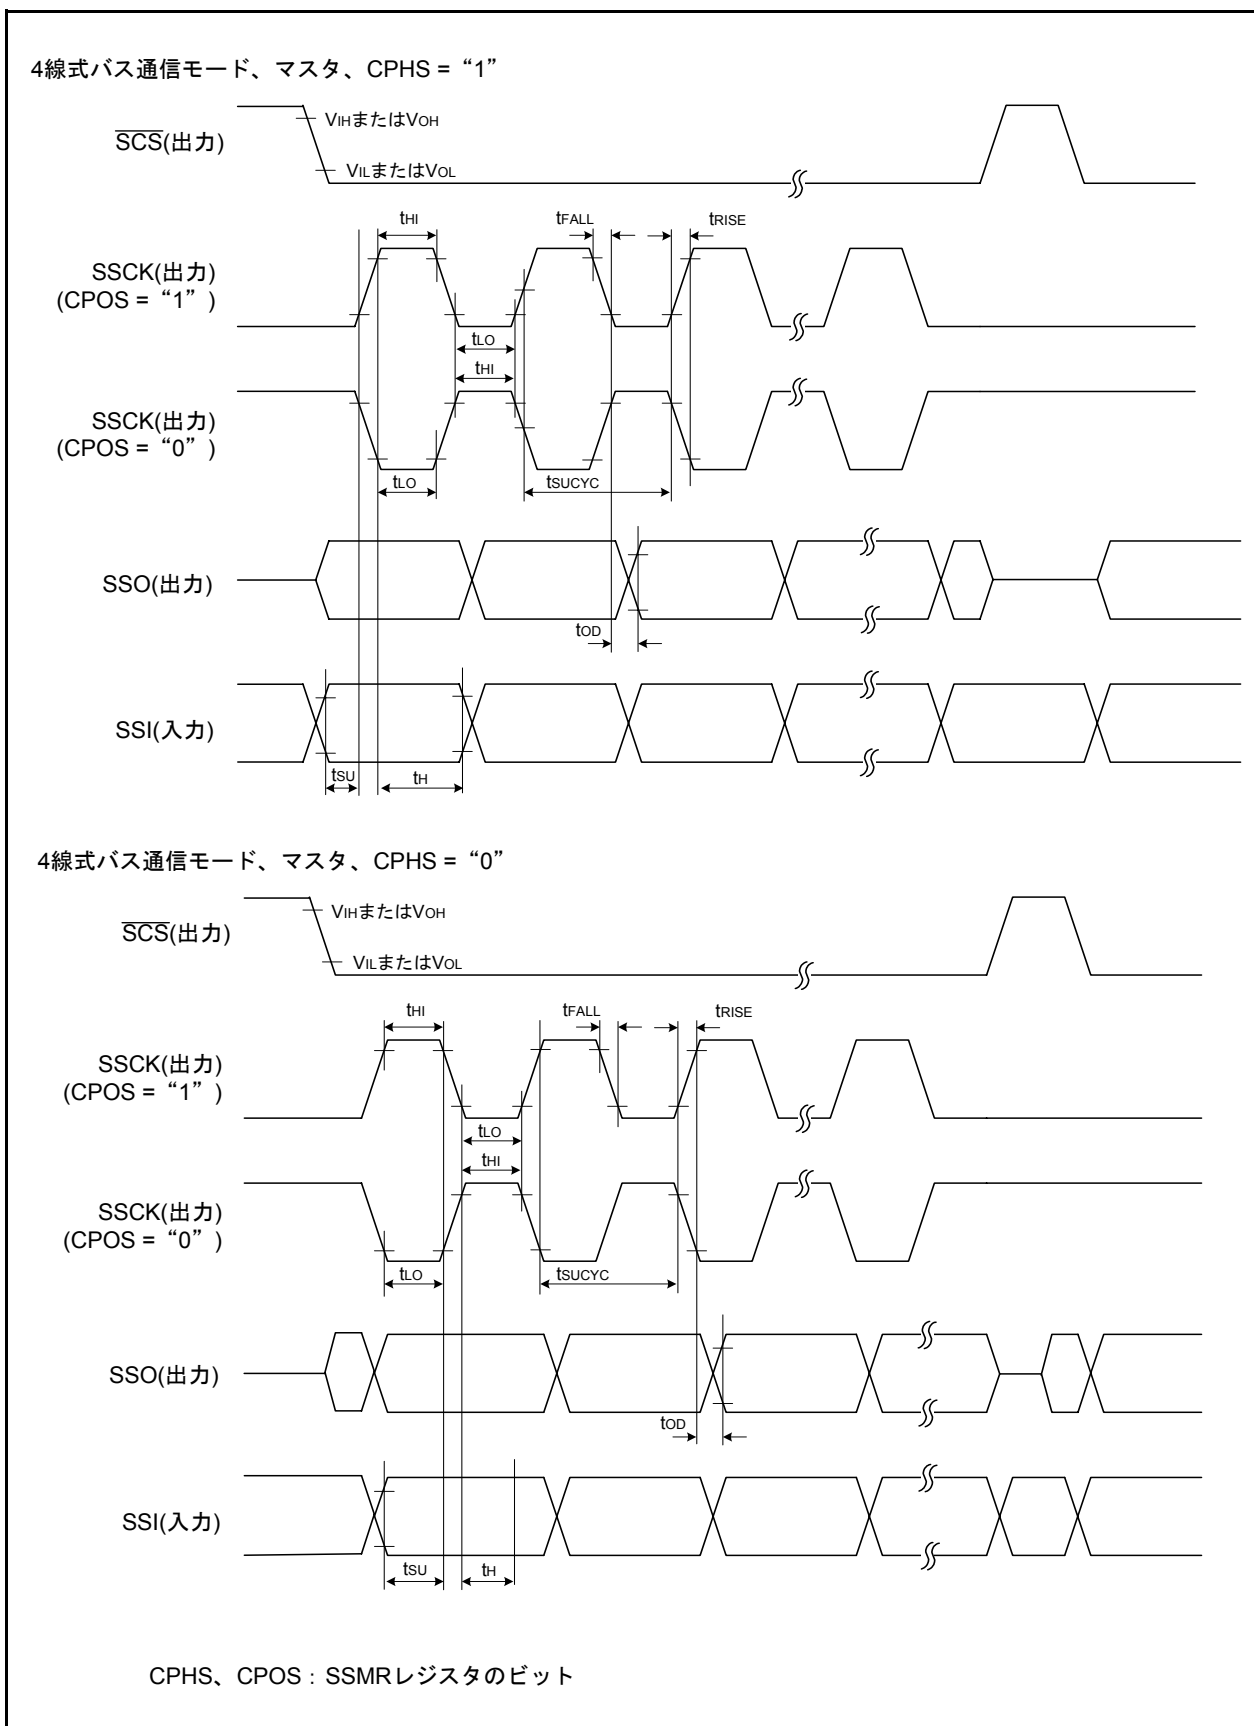 4線式バス通信モード、マスタ、CPHS = “1”
SCS(出力)
VIHまたはVOH
VILまたはVOL
tHI
tFALL
tRISE
SSCK(出力)
(CPOS = “1” )
tLO
tHI
SSCK(出力)
(CPOS = “0” )
tLO
tSUCYC
SSO(出力)
tOD
SSI(入力)
tSU
tH
4線式バス通信モード、マスタ、CPHS = “0”
SCS(出力)
VIHまたはVOH
VILまたはVOL
tHI
tFALL
tRISE
SSCK(出力)
(CPOS = “1” )
tLO
tHI
SSCK(出力)
(CPOS = “0” )
tLO
tSUCYC
SSO(出力)
tOD
SSI(入力)
tSU
tH
CPHS、CPOS : SSMRレジスタのビット